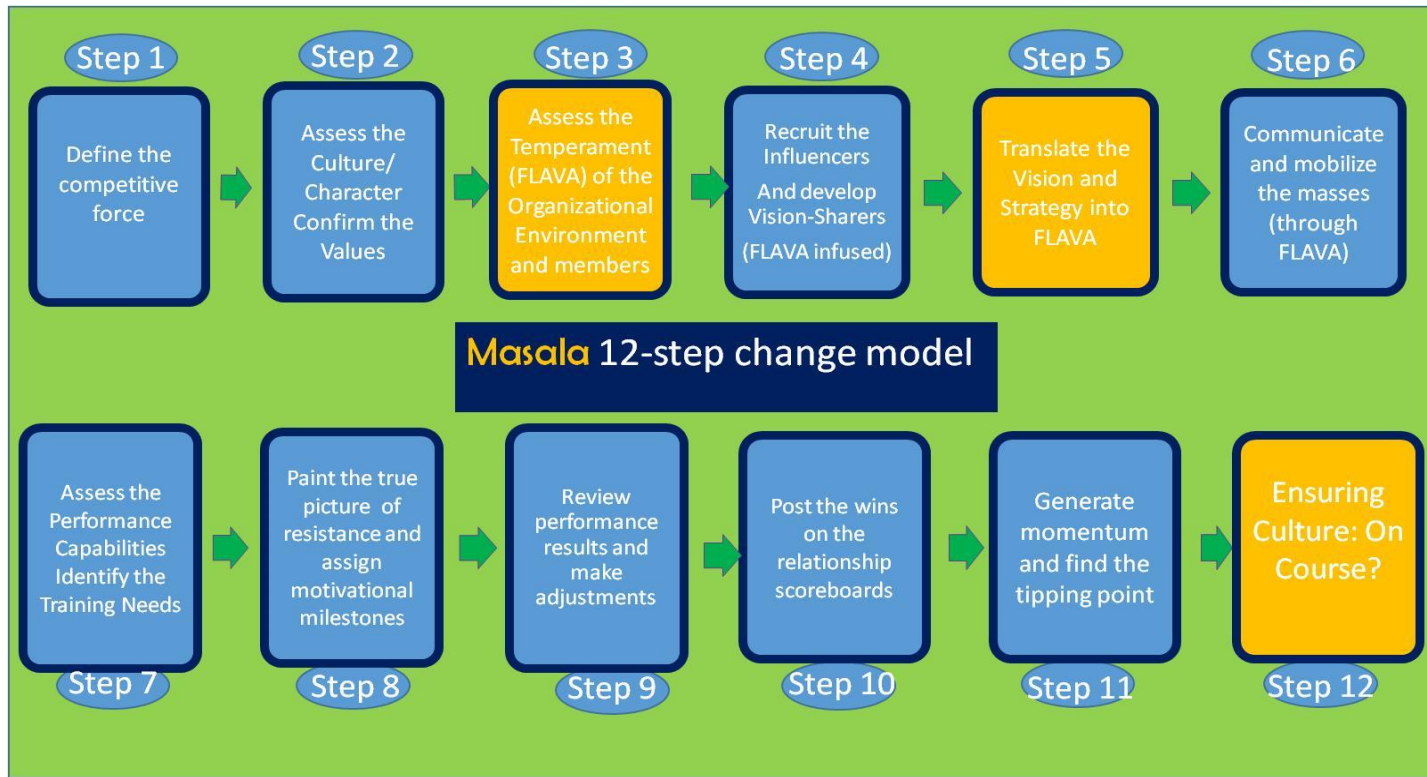 Step 1
Define the
competitive
force
Step 2
Assess the
Culture/
Character
Confirm the
Values
Step 3
Assess the
Temperament
(FLAVA) of the
Organizational
Environment
and members
Step 4
Recruit the
Influencers
And develop
Vision-Sharers
(FLAVA infused)
Step 5
Translate the
Vision and
Strategy into
FLAVA
Step 6
Communicate
and mobilize
the masses
(through
FLAVA)
Masala 12-step change model
Assess the
Performance
Capabilities
Identify the
Training Needs
Step 7
Paint the true
picture of
resistance and
assign
motivational
milestones
Step 8
Review
performance
results and
make
adjustments
Step 9
Post the wins
on the
relationship
scoreboards
Step 10
Generate
momentum
and find the
tipping point
Step 11
Ensuring
Culture: On
Course?
Step 12